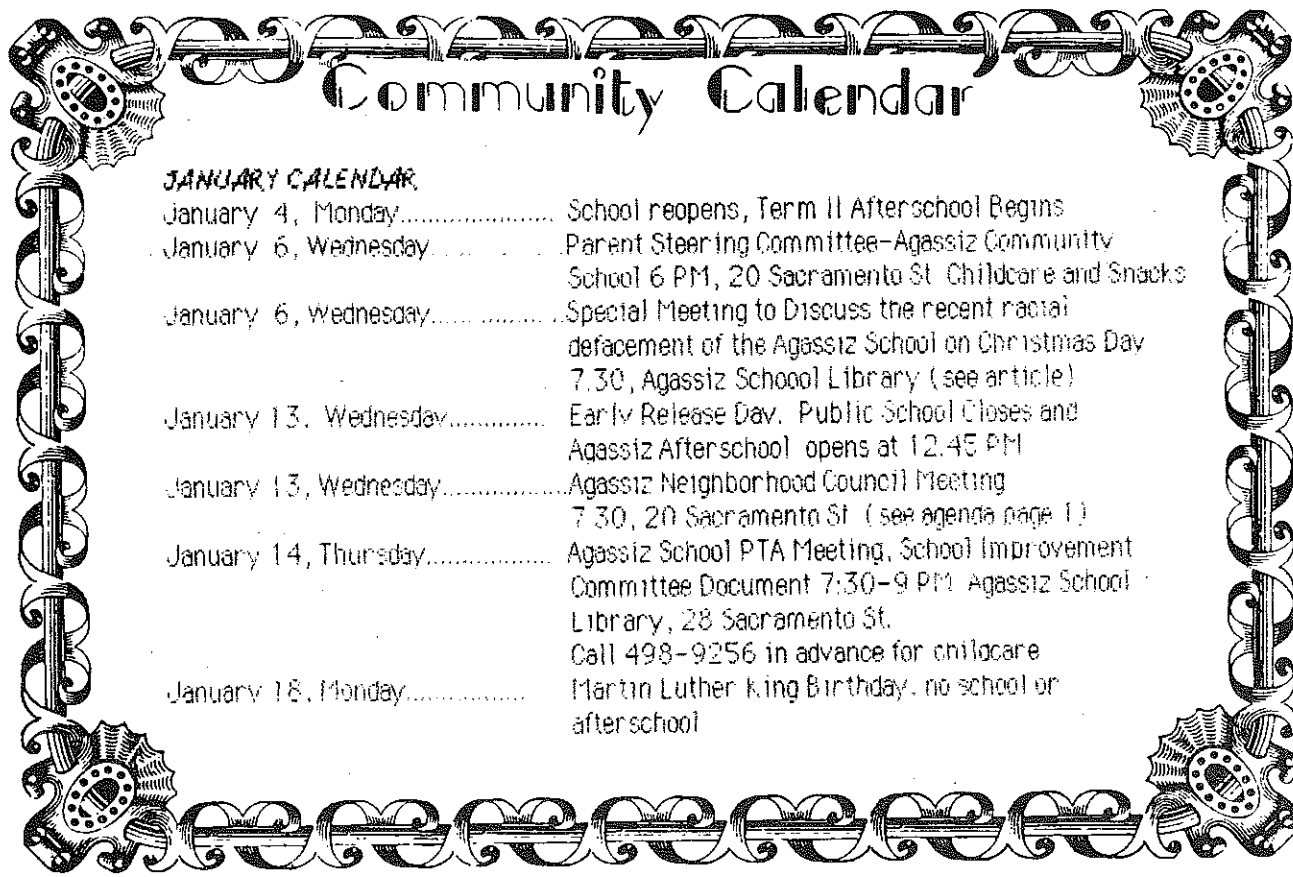 Community Calendar
JANUARY CALENDAR
January 4, Monday..................... School reopens, Term II Afterschool Begins
January 6, Wednesday..................Parent Steering Committee-Agassiz Community
School 6 PM, 20 Sacramento St Childcare and Snacks
January 6, Wednesday..................Special Meeting to Discuss the recent racial
defacement of the Agassiz School on Christmas Day
7.30, Agassiz Schoool Library (see article)
January 13, Wednesday.............. Early Release Day. Public School Closes and
Agassiz Afterschool opens at 12.45 PM
January 13, Wednesday..................Agassiz Neighborhood Council Meeting
7 30, 20 Sacramento St (see agenda page 1)
January 14, Thursday................. Agassiz School PTA Meeting, School Improvement
Committee Document 7:30-9 PM Agassiz School
Library, 28 Sacramento St.
Call 498-9256 in advance for childcare
January 18, Monday................ Martin Luther King Birthday, no school or
afterschool